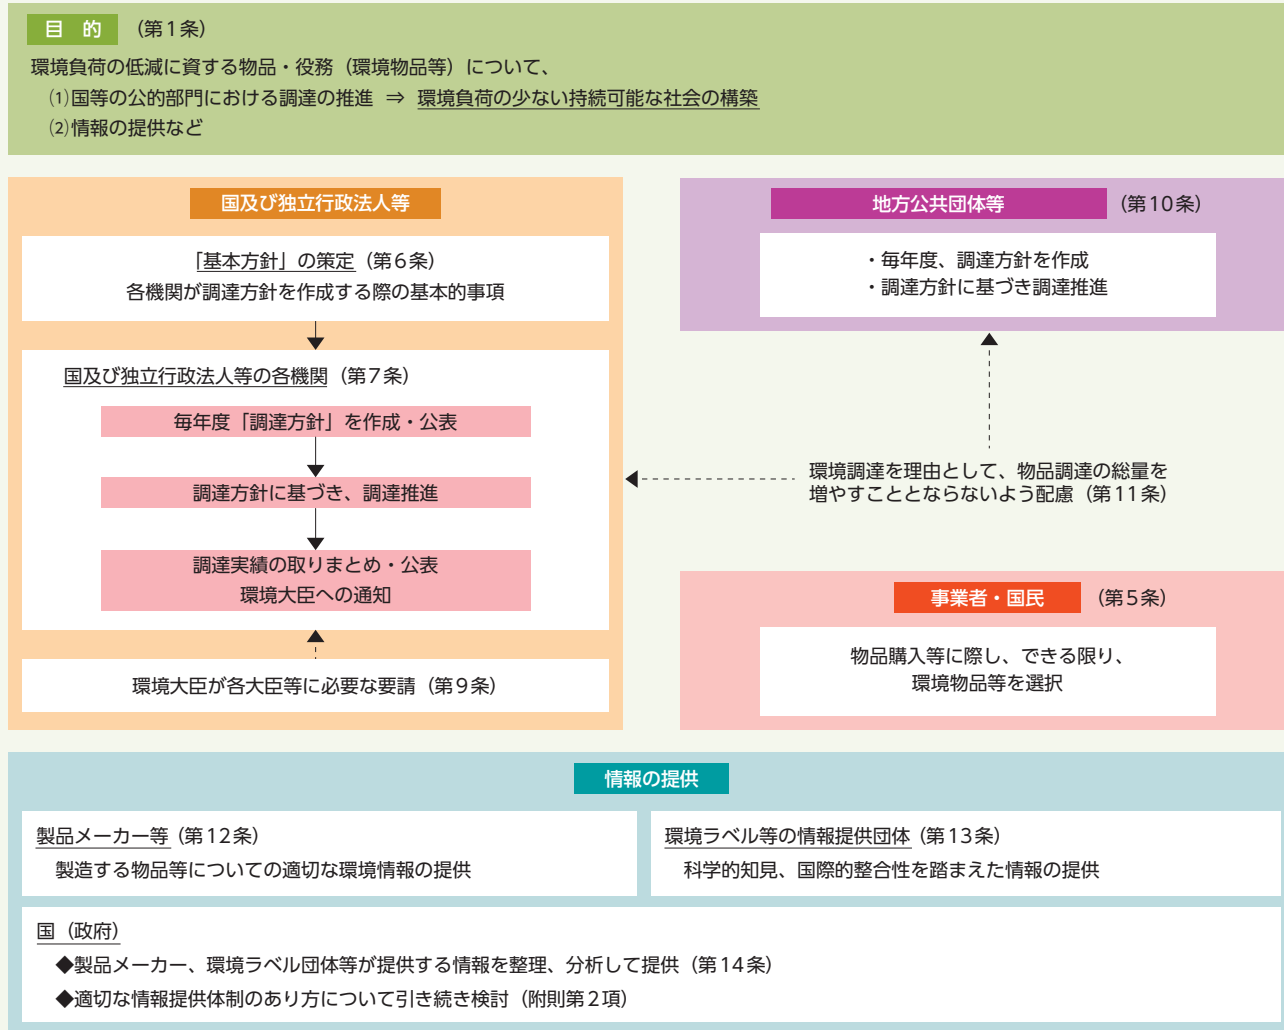 目 的 (第1条)
環境負荷の低減に資する物品・役務（環境物品等）について、
⑴国等の公的部門における調達の推進 ⇒ 環境負荷の少ない持続可能な社会の構築
⑵情報の提供など
国及び独立行政法人等
「基本方針」の策定（第6条）
各機関が調達方針を作成する際の基本的事項
国及び独立行政法人等の各機関（第7条）
毎年度「調達方針」を作成・公表
調達方針に基づき、調達推進
調達実績の取りまとめ・公表
環境大臣への通知
環境大臣が各大臣等に必要な要請（第9条）
地方公共団体等 （第10条）
・毎年度、調達方針を作成
・調達方針に基づき調達推進
環境調達を理由として、物品調達の総量を
増やすこととならないよう配慮（第11条）
事業者・国民 （第5条）
物品購入等に際し、できる限り、
環境物品等を選択
情報の提供
製品メーカー等（第12条）
製造する物品等についての適切な環境情報の提供
環境ラベル等の情報提供団体（第13条）
科学的知見、国際的整合性を踏まえた情報の提供
国（政府）
◆製品メーカー、環境ラベル団体等が提供する情報を整理、分析して提供（第14条）
◆適切な情報提供体制のあり方について引き続き検討（附則第2項）